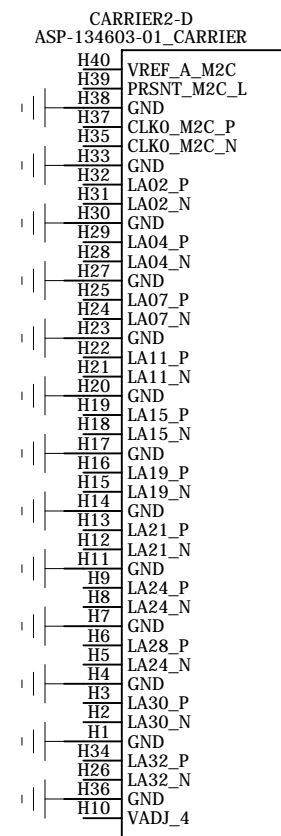 CARRIER2-D
ASP-134603-01_CARRIER
H40 VREF_A_M2C
H39 PRSNT_M2C_L
H38 GND
H37 CLK0_M2C_P
H35 CLK0_M2C_N
H33 GND
H32 LA02_P
H31 LA02_N
H30 GND
H29 LA04_P
H28 LA04_N
H27 GND
H25 LA07_P
H24 LA07_N
H23 GND
H22 LA11_P
H21 LA11_N
H20 GND
H19 LA15_P
H18 LA15_N
H17 GND
H16 LA19_P
H15 LA19_N
H14 GND
H13 LA21_P
H12 LA21_N
H11 GND
H9 LA24_P
H8 LA24_N
H7 GND
H6 LA28_P
H5 LA24_N
H4 GND
H3 LA30_P
H2 LA30_N
H1 GND
H34 LA32_P
H26 LA32_N
H36 GND
H10 VADJ_4